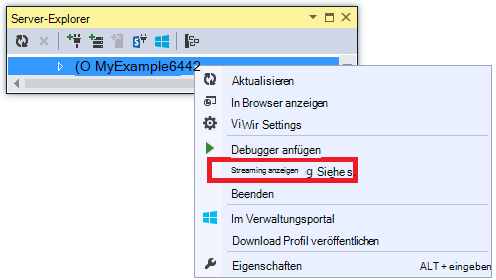 Server-Explorer
(O MyExample6442
Aktualisieren
In Browser anzeigen
ViWir Settings
Debugger anfügen
Streaming anzeigen g Siehe s
Beenden
Im Verwaltungsportal
Download Profil veröffentlichen
Eigenschaften ALT + eingeben